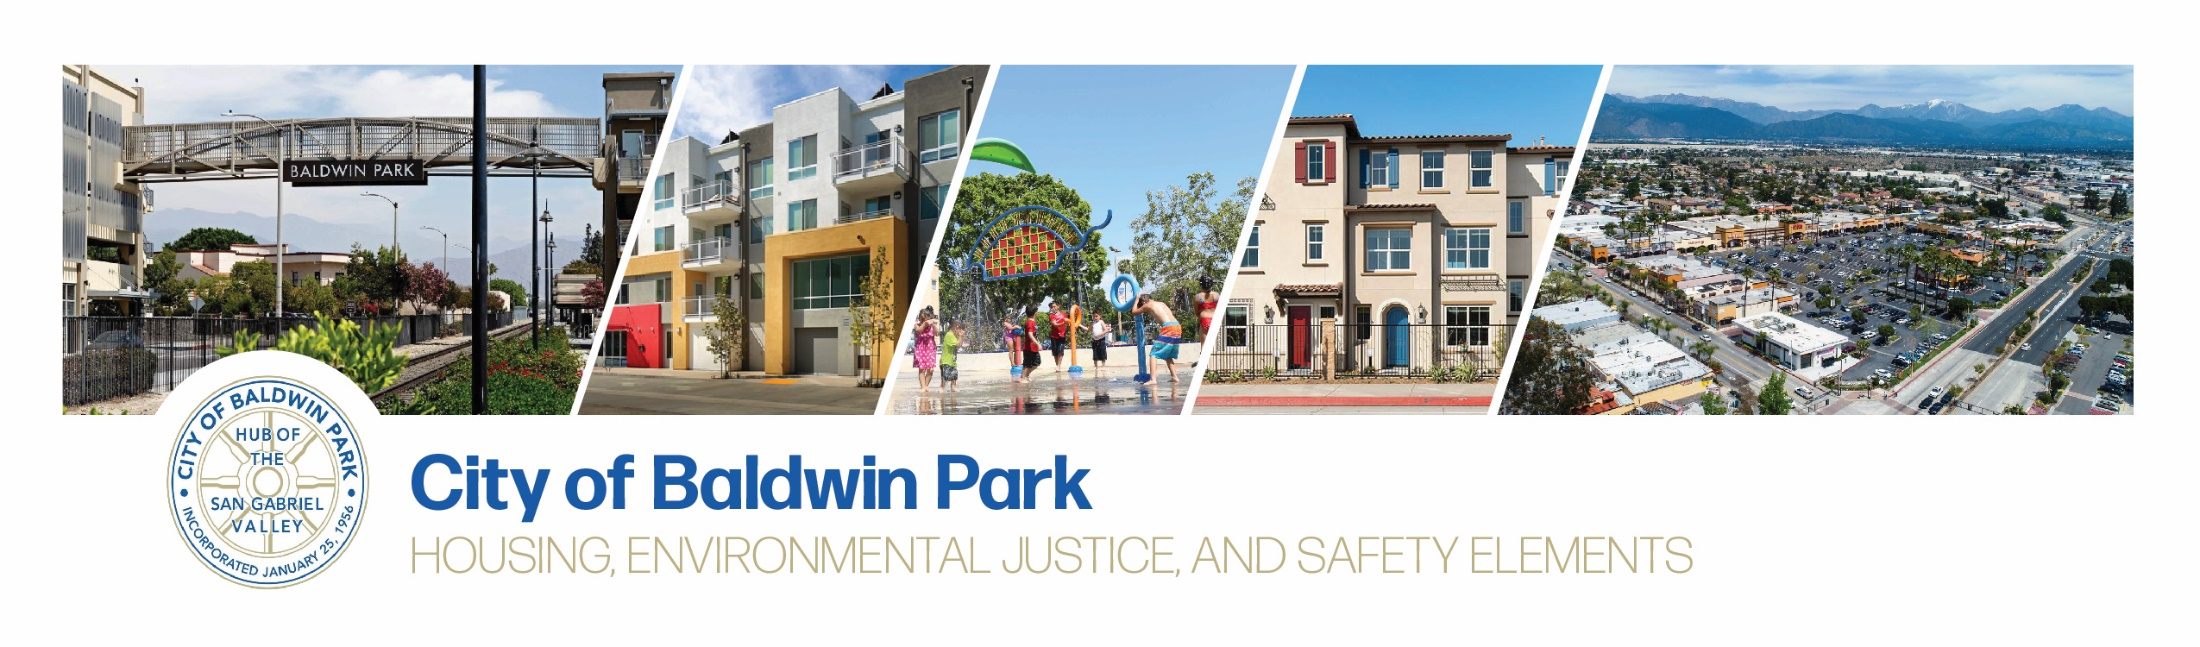 BALDWIN PARK
CITY OF BALDWIN PARK
HUB OF
THE
SAN GABRIEL
VALLEY
INCORPORATED JANUARY 25, 1956
City of Baldwin Park
HOUSING, ENVIRONMENTAL JUSTICE, AND SAFETY ELEMENTS